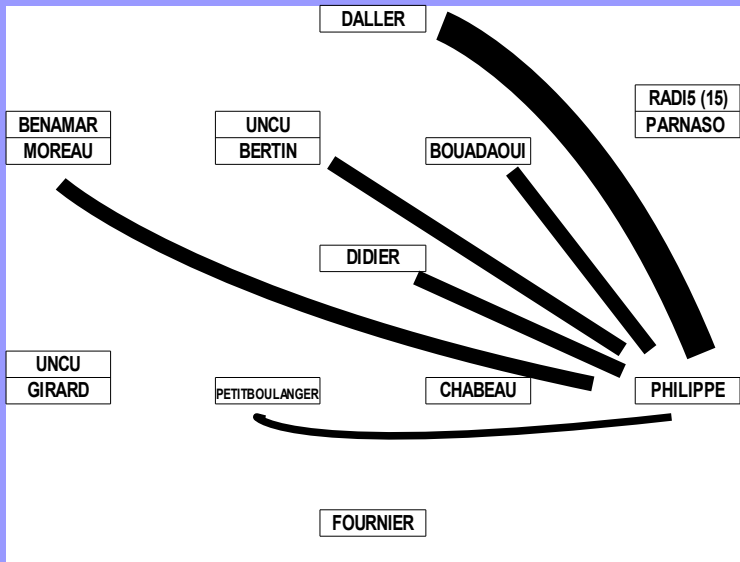 DALLER
RADI5 (15)
PARNASO
BENAMAR
MOREAU
UNCU
BERTIN
BOUADAOUI
DIDIER
UNCU
GIRARD
PETITBOULANGER
CHABEAU
PHILIPPE
FOURNIER